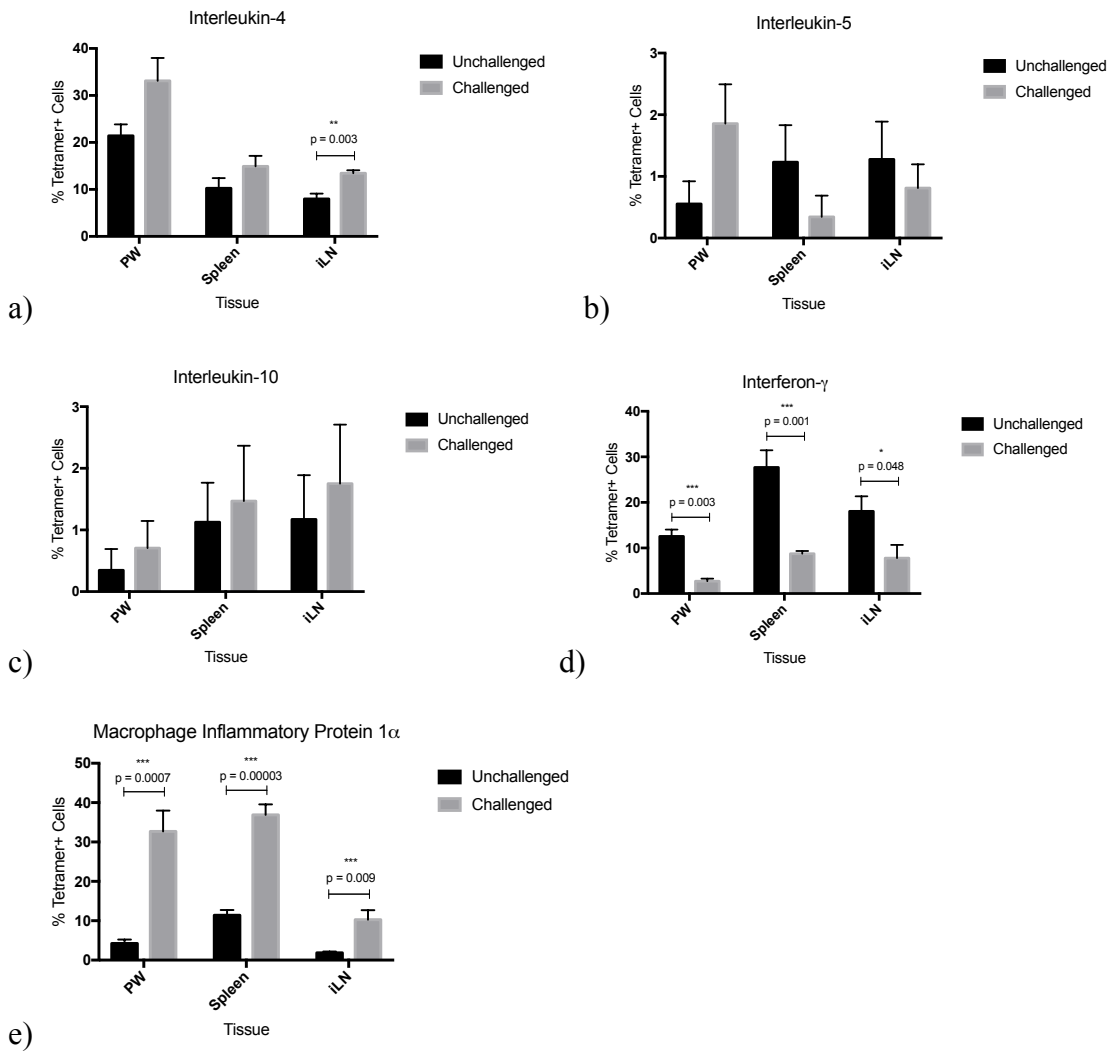 Interleukin-4
% Tetramer+ Cells
40
30
20
10
0
**
p = 0.003
PW
Spleen
iLN
Tissue
Unchallenged
Challenged
a)
Interleukin-5
% Tetramer+ Cells
3
2
1
0
PW
Spleen
iLN
Tissue
Unchallenged
Challenged
b)
Interleukin-10
% Tetramer+ Cells
3
2
1
0
PW
Spleen
iLN
Tissue
Unchallenged
Challenged
c)
Interferon-γ
% Tetramer+ Cells
40
30
20
10
0
***
p = 0.003
***
p = 0.001
*
p = 0.048
PW
Spleen
iLN
Tissue
Unchallenged
Challenged
d)
Macrophage Inflammatory Protein 1α
% Tetramer+ Cells
50
40
30
20
10
0
***
p = 0.0007
***
p = 0.00003
***
p = 0.009
PW
Spleen
iLN
Tissue
Unchallenged
Challenged
e)